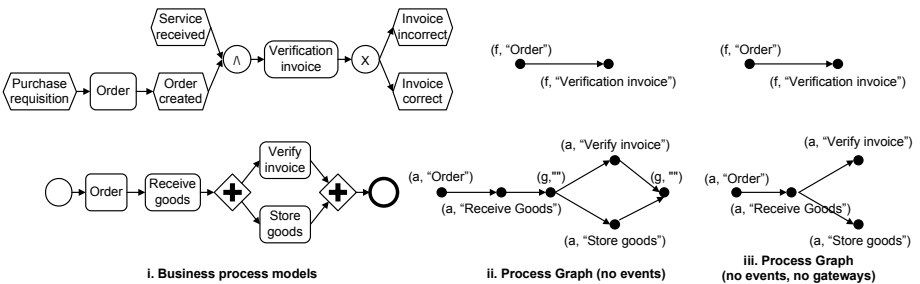 Service
received
Invoice
incorrect
/\
Verification
invoice
X
Purchase
requisition
Order
Order
created
Invoice
correct
(f, “Order”)
(f, “Verification invoice”)
(f, “Order”)
(f, “Verification invoice”)
Order
Receive
goods
Verify
invoice
Store
goods
(a, “Verify invoice”)
(a, “Order”)
(g,"")
(g, "")
(a, “Receive Goods”)
(a, “Store goods”)
(a, “Verify invoice”)
(a, “Order”)
(a, “Receive Goods”)
(a, “Store goods”)
i. Business process models
ii. Process Graph (no events)
iii. Process Graph
(no events, no gateways)